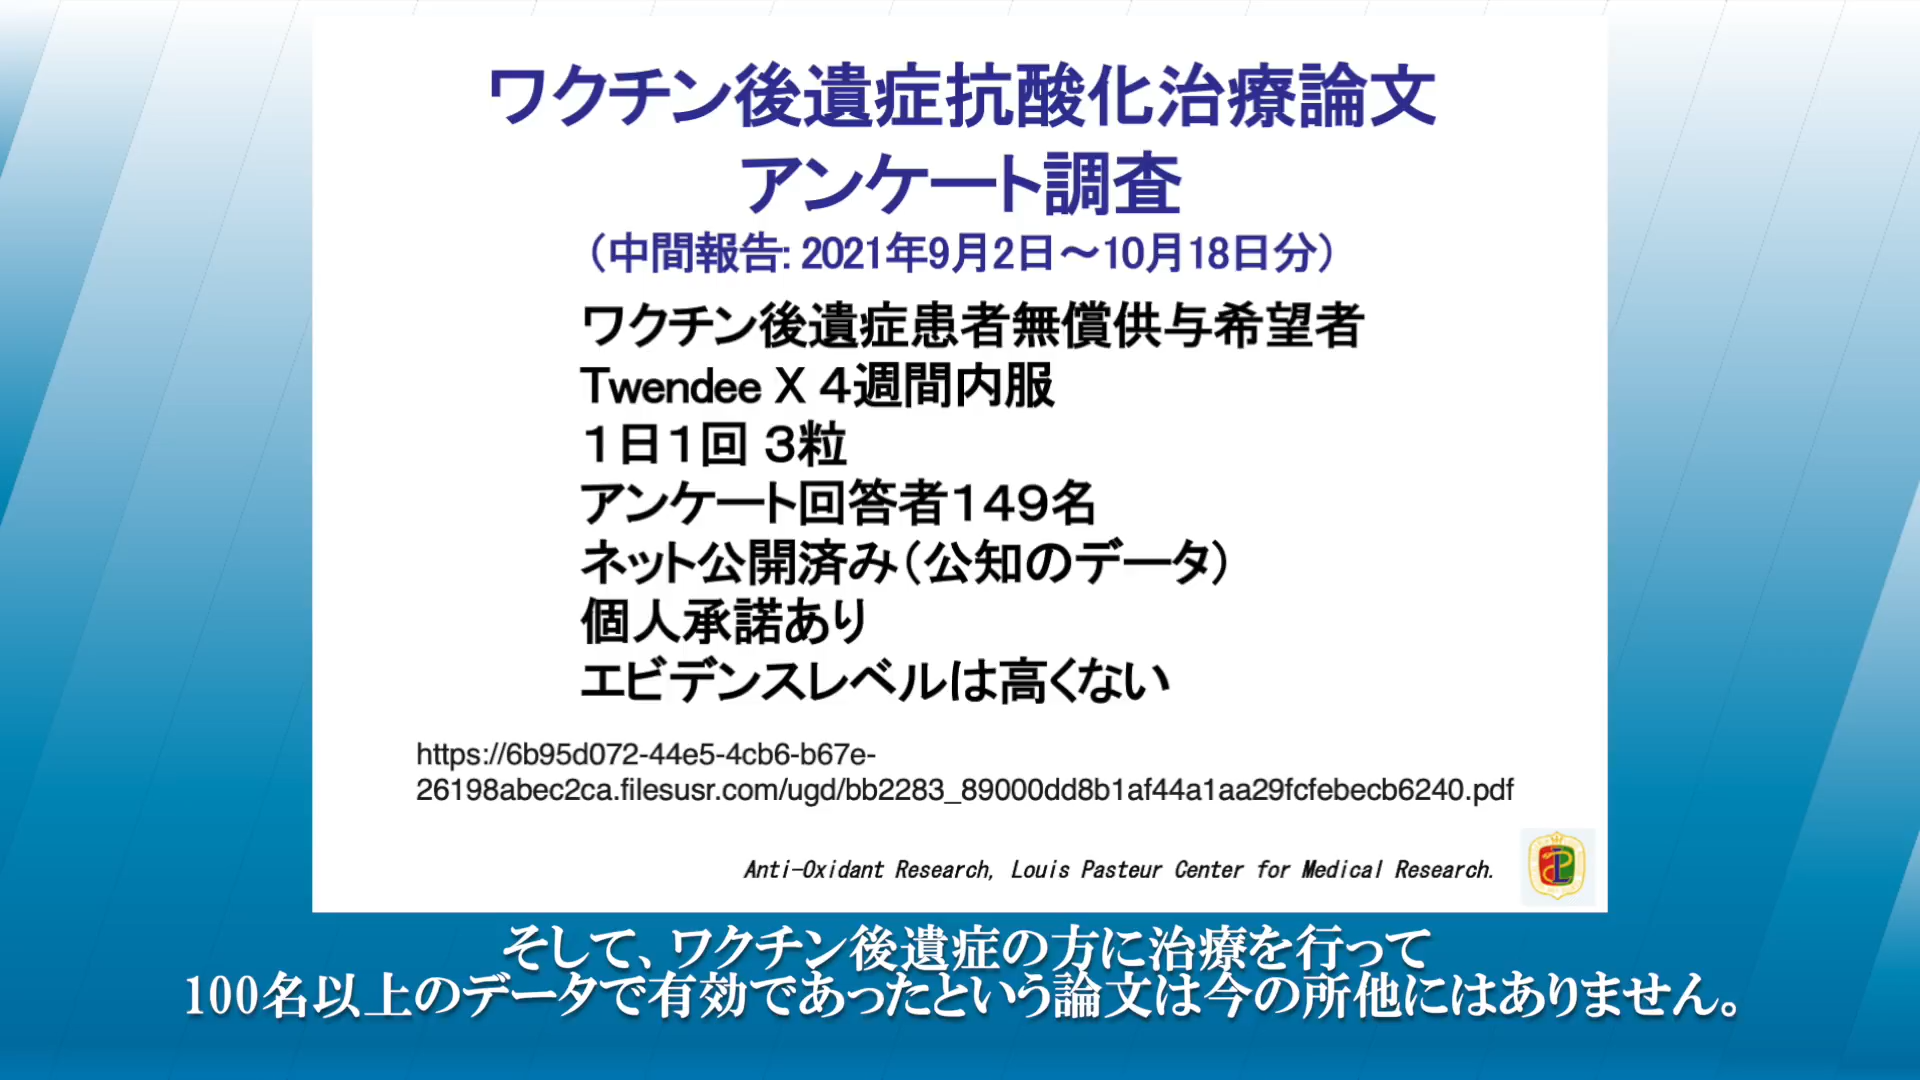 ワクチン後遺症抗酸化治療論文
アンケート調査
（中間報告: 2021年9月2日～10月18日分）
ワクチン後遺症患者無償供与希望者
Twendee X ４週間内服
１日１回 ３粒
アンケート回答者１４９名
ネット公開済み（公知のデータ）
個人承諾あり
エビデンスレベルは高くない
https://6b95d072-44e5-4cb6-b67e-
26198abec2ca.filesusr.com/ugd/bb2283_89000dd8b1af44a1aa29fcfebecb6240.pdf
Anti-Oxidant Research, Louis Pasteur Center for Medical Research.
そして、ワクチン後遺症の方に治療を行って
100名以上のデータで有効であったという論文は今の所他にはありません。